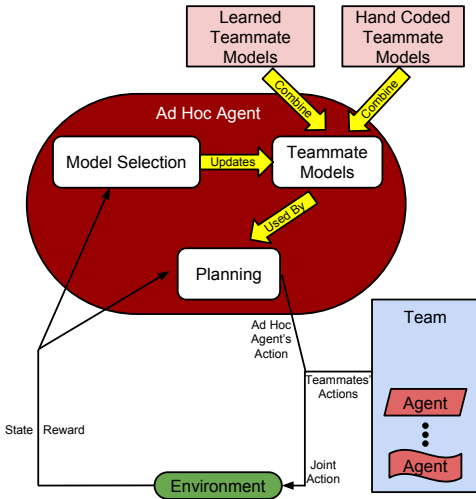 Learned
Teammate
Models
Hand Coded
Teammate
Models
Combine
Combine
Ad Hoc Agent
Model Selection
Updates
Teammate
Models
Used By
Planning
Ad Hoc
Agent's
Action
Team
Teammates'
Actions
Agent
Agent
State
Reward
Joint
Action
Environment